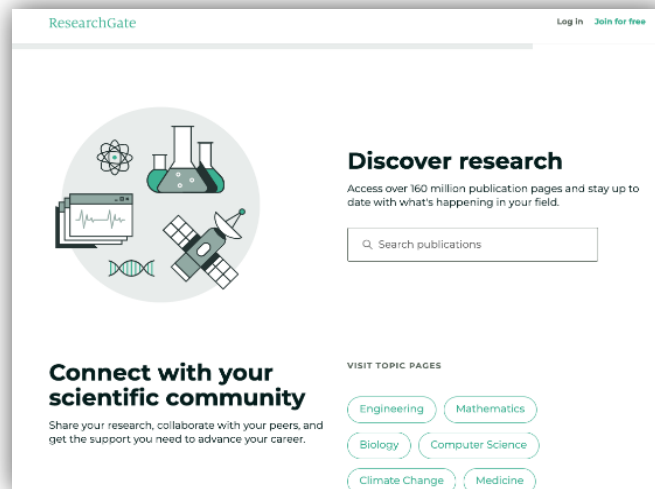 ResearchGate
Log in Join for free
Discover research
Access over 160 million publication pages and stay up to
date with what's happening in your field.
Search publications
Connect with your
scientific community
Share your research, collaborate with your peers, and
get the support you need to advance your career.
VISIT TOPIC PAGES
Engineering Mathematics
Biology Computer Science
Climate Change Medicine